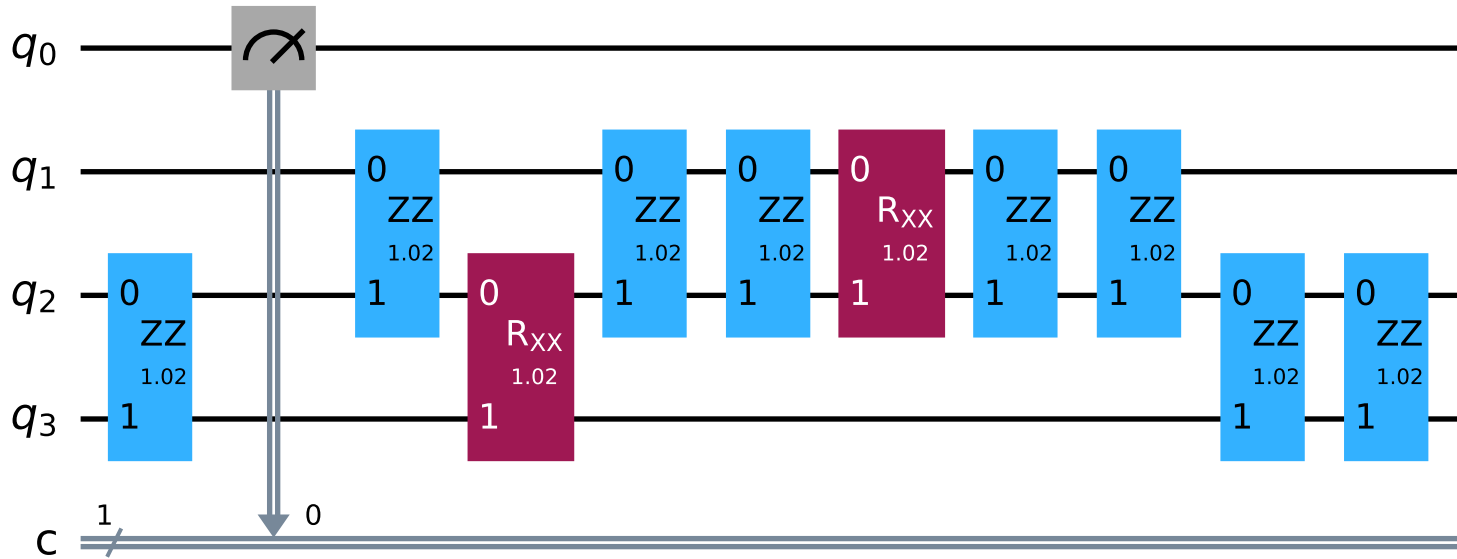 q0
0 0 0 0 0
q1
ZZ ZZ ZZ RXX ZZ ZZ
1.02 1.02 1.02 1.02 1.02 1.02
0 1 0 1 1 1 1 1 0 0
q2
ZZ RXX ZZ ZZ
1.02 1.02 1.02 1.02
1 1 1 1
q3
1 0
c